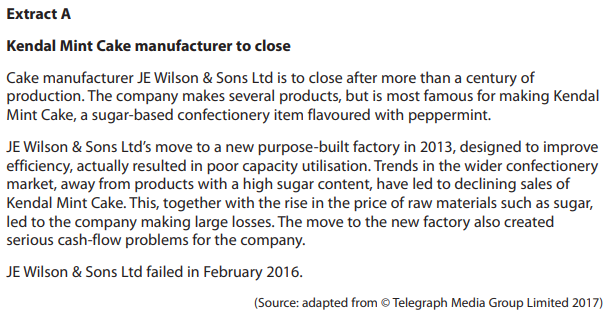 Extract A
Kendal Mint Cake manufacturer to close
Cake manufacturer JE Wilson & Sons Ltd is to close after more than a century of
production. The company makes several products, but is most famous for making Kendal
Mint Cake, a sugar-based confectionery item flavoured with peppermint.
JE Wilson & Sons Ltd's move to a new purpose-built factory in 2013, designed to improve
efficiency, actually resulted in poor capacity utilisation. Trends in the wider confectionery
market, away from products with a high sugar content, have led to declining sales of
Kendal Mint Cake. This, together with the rise in the price of raw materials such as sugar,
led to the company making large losses. The move to the new factory also created
serious cash-flow problems for the company.
JE Wilson & Sons Ltd failed in February 2016.
(Source: adapted from © Telegraph Media Group Limited 2017)